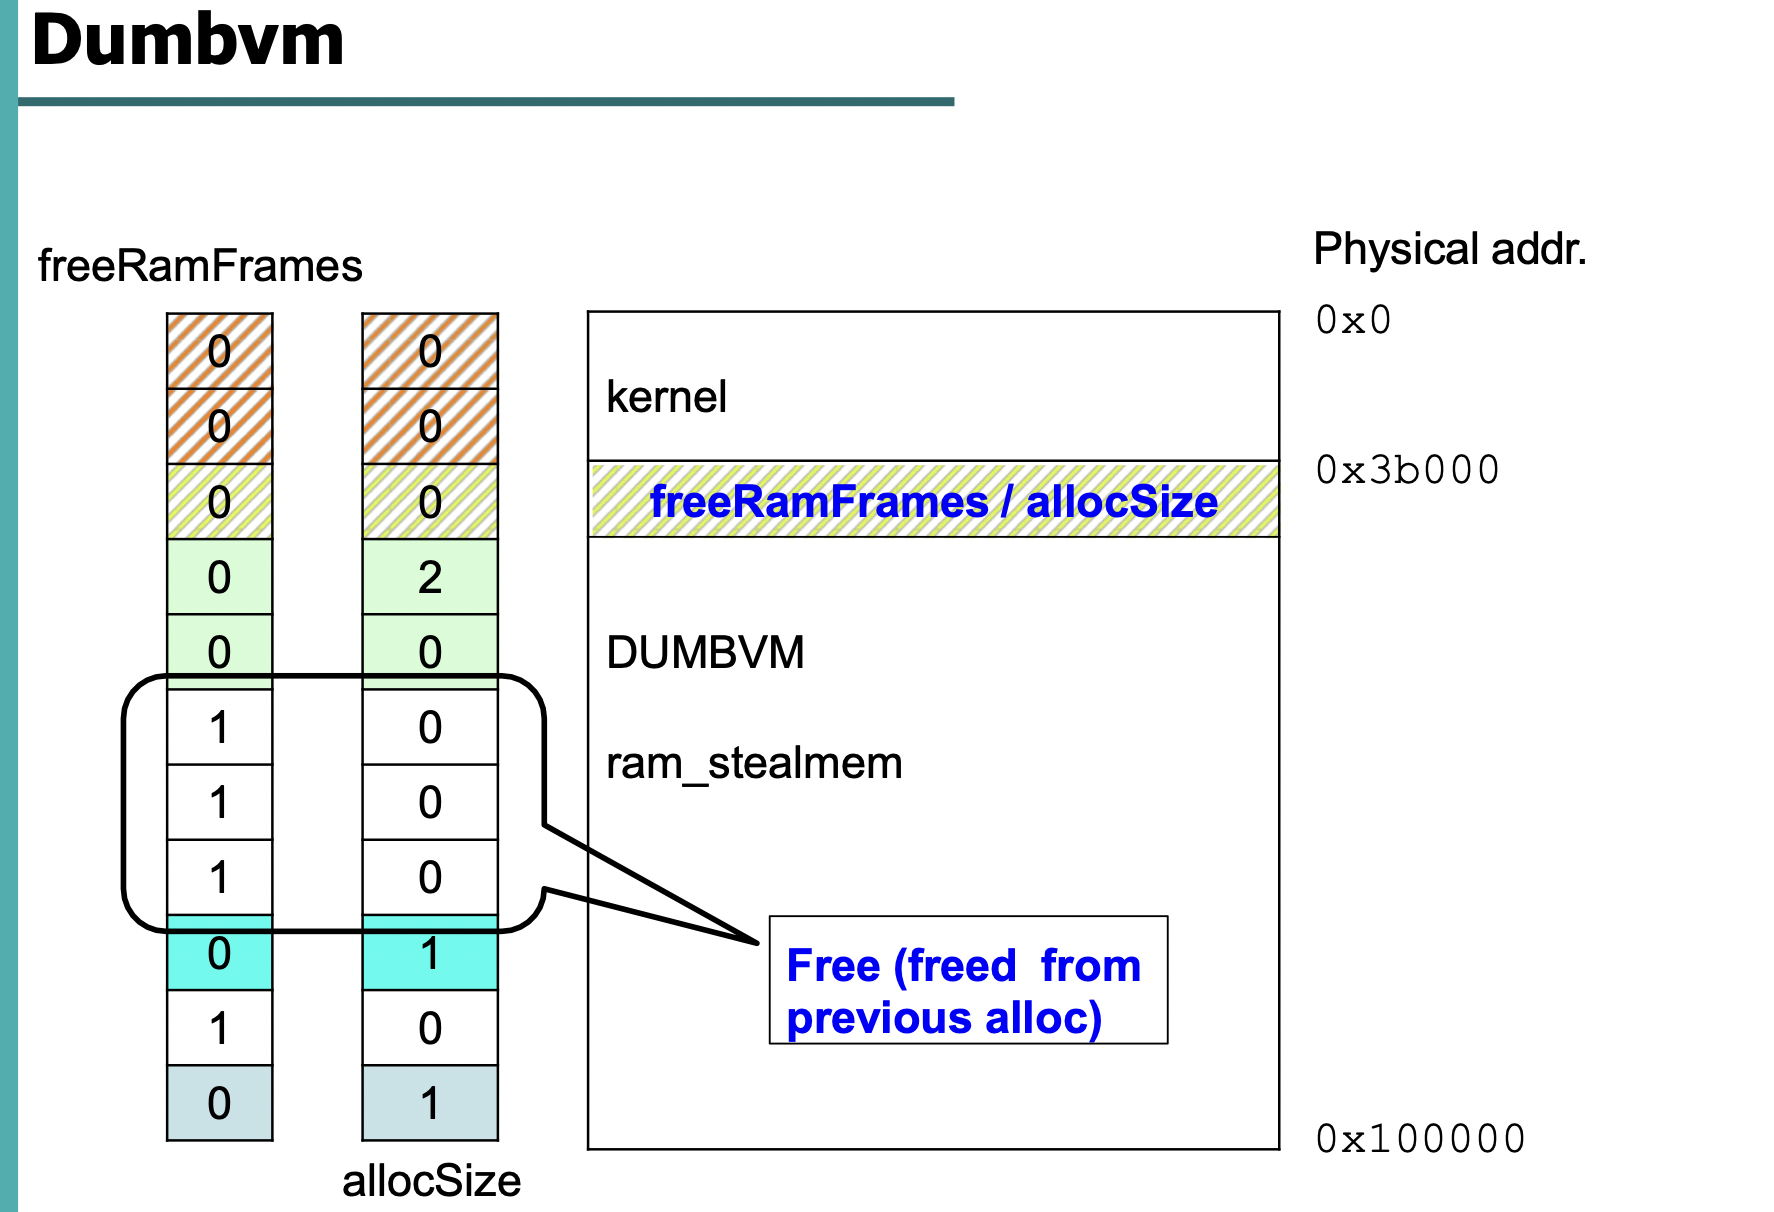 Dumbvm
freeRamFrames
Physical addr.
0 0
0x0
0 0
kernel
0x3b000
0 0
freeRamFrames / allocSize
0 2
0 0
DUMBVM
1 0
ram_stealmem
1 0
1 0
0 1
Free (freed from
previous alloc)
1 0
0 1
0x100000
allocSize